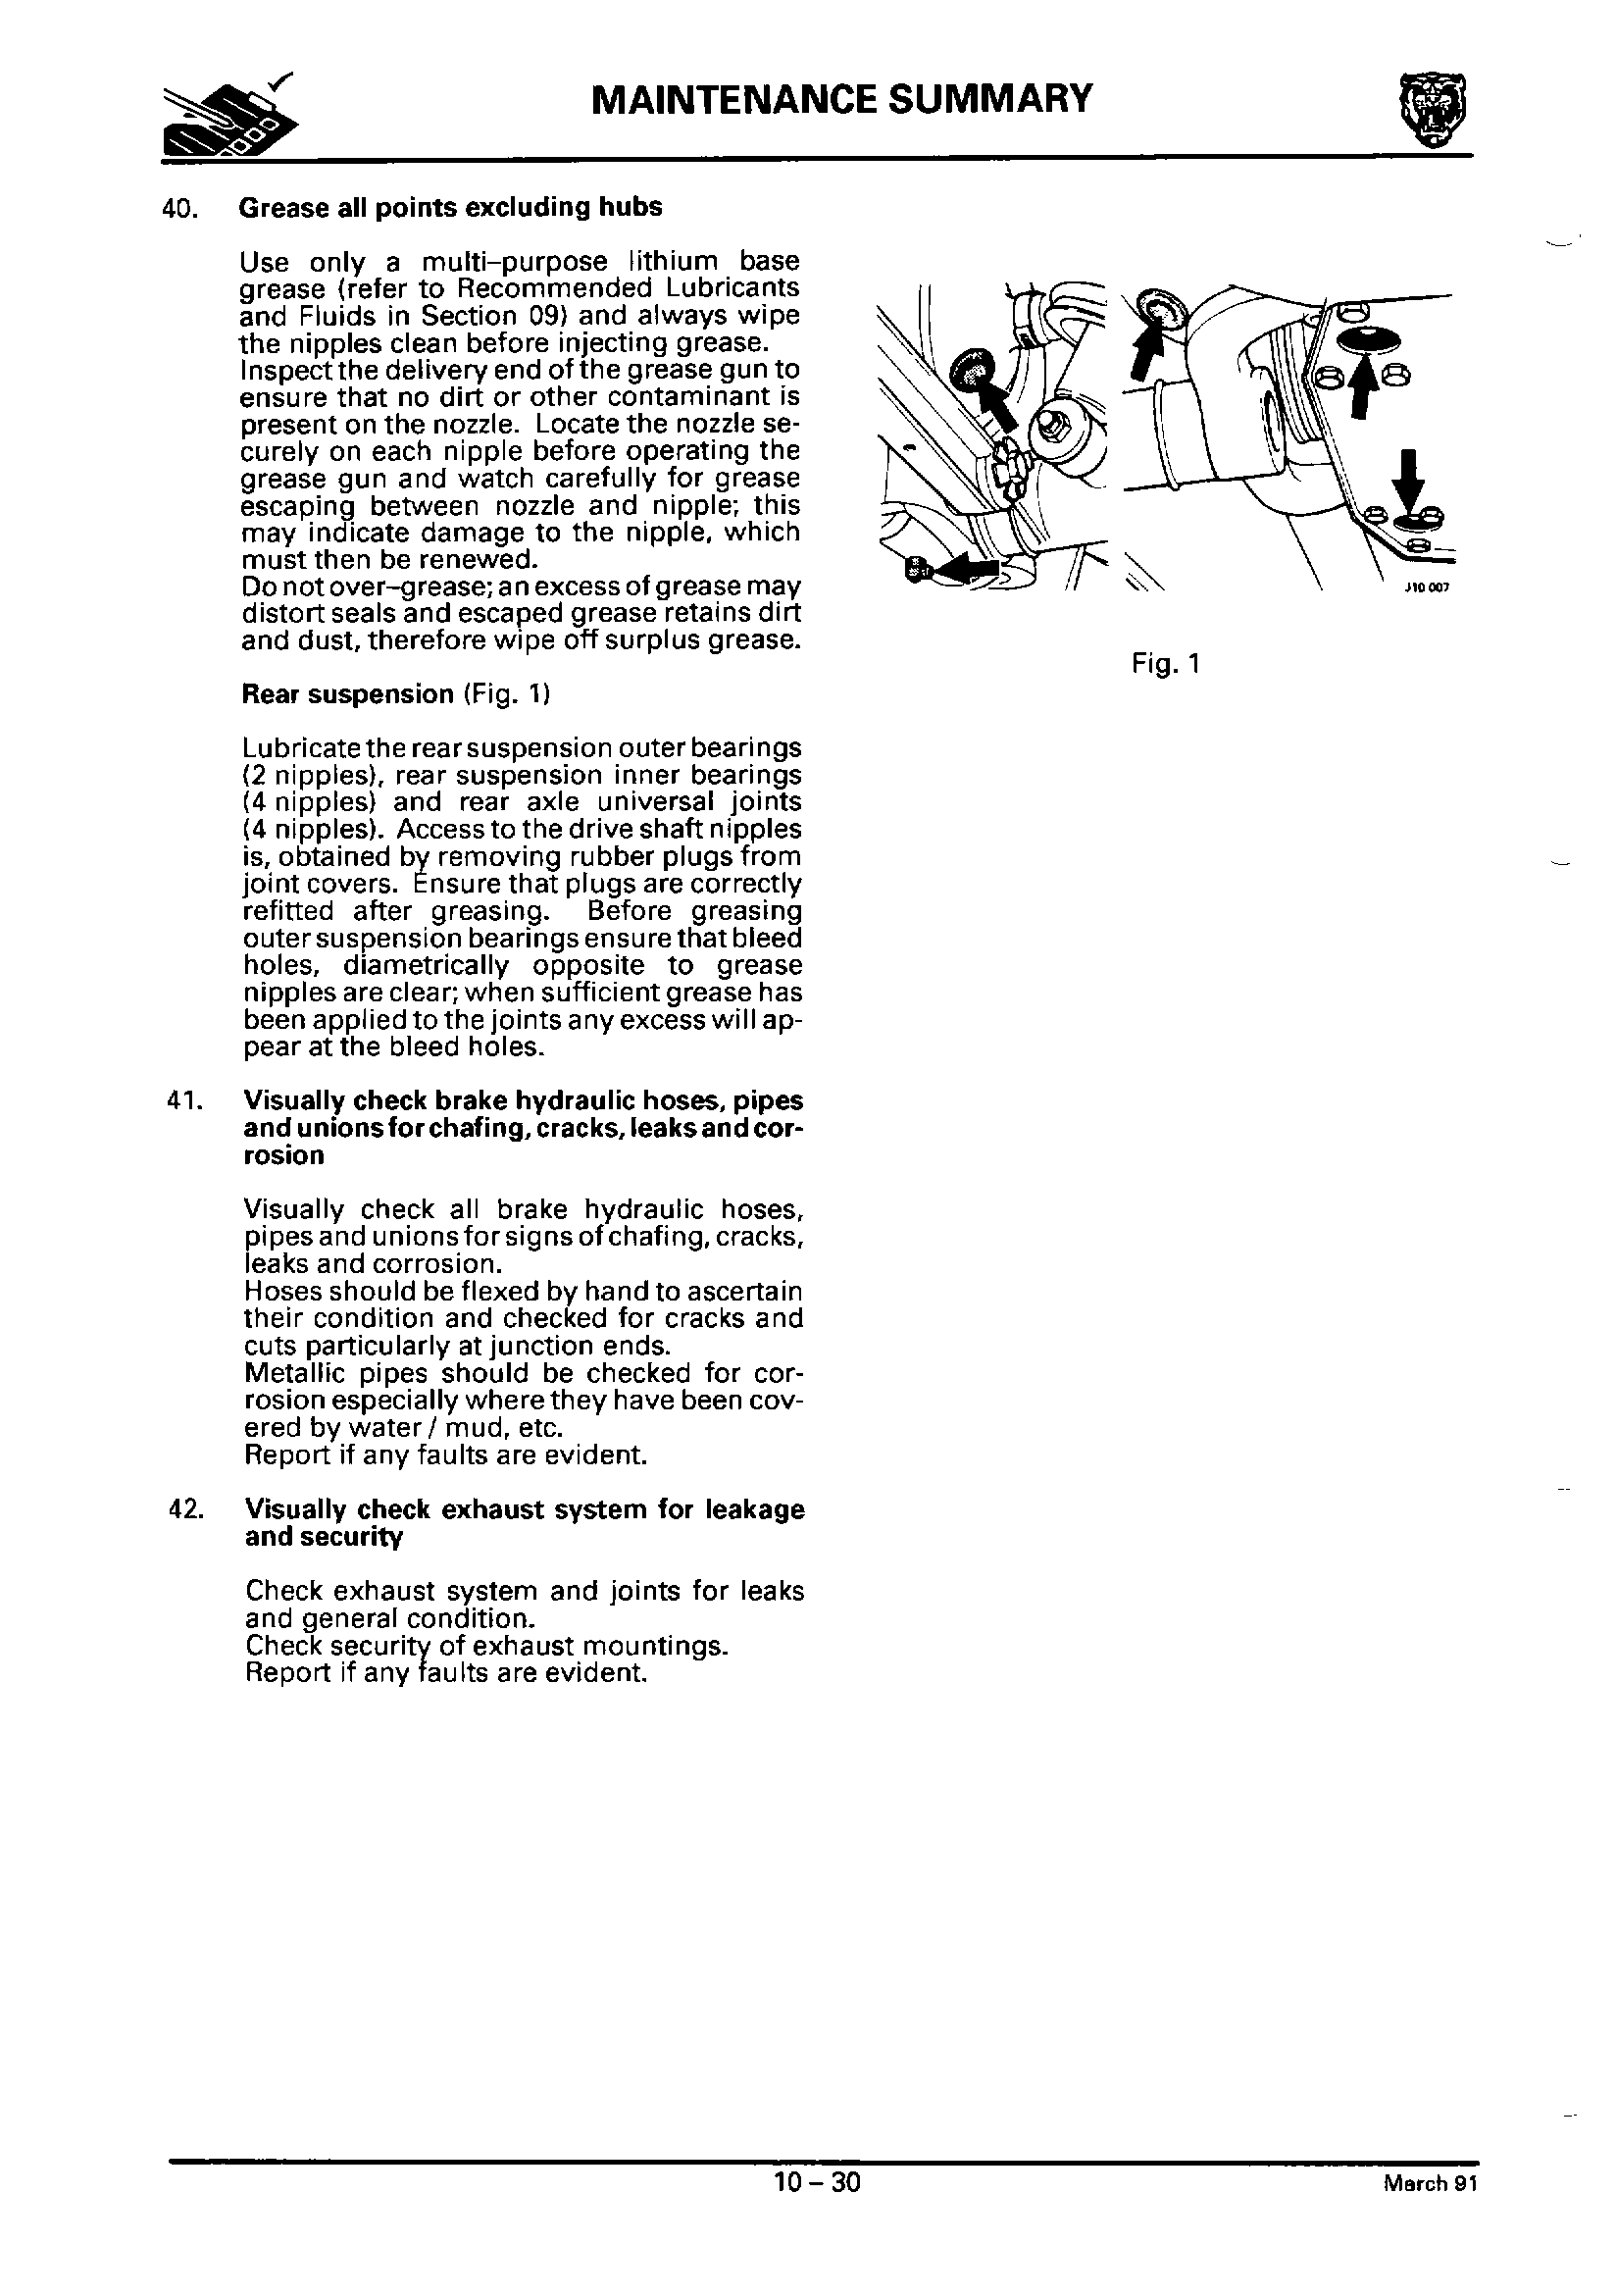 MAINTENANCE SUMMARY
40. Grease all points excluding hubs
Use only a multi-purpose lithium base
grease (refer to Recommended Lubricants
and Fluids in Section 09) and always wipe
the nipples clean before injecting grease.
Inspect the delivery end of the grease gun to
ensure that no dirt or other contaminant is
present on the nozzle. Locate the nozzle se-
curely on each nipple before operating the
grease gun and watch carefully for grease
escaping between nozzle and nipple; this
may indicate damage to the nipple, which
must then be renewed.
Do not over-grease; an excess of grease may
distort seals and escaped grease retains dirt
and dust, therefore wipe off surplus grease.
Rear suspension (Fig. 1)
Lubricate the rear suspension outer bearings
(2 nipples), rear suspension inner bearings
(4 nipples) and rear axle universal joints
(4 nipples). Access to the drive shaft nipples
is, obtained by removing rubber plugs from
joint covers. Ensure that plugs are correctly
refitted after greasing. Before greasing
outer suspension bearings ensure that bleed
holes, diametrically opposite to grease
nipples are clear; when sufficient grease has
been applied to the joints any excess will ap-
pear at the bleed holes.
41. Visually check brake hydraulic hoses, pipes
and unions for chafing, cracks, leaks and cor-
rosion
Visually check all brake hydraulic hoses,
pipes and unions for signs of chafing, cracks,
leaks and corrosion.
Hoses should be flexed by hand to ascertain
their condition and checked for cracks and
cuts particularly at junction ends.
Metallic pipes should be checked for cor-
rosion especially where they have been cov-
ered by water / mud, etc.
Report if any faults are evident.
42. Visually check exhaust system for leakage
and security
Check exhaust system and joints for leaks
and general condition.
Check security of exhaust mountings.
Report if any faults are evident.
J10 007
Fig. 1
10 – 30
March 91